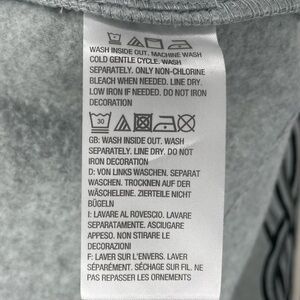 WASH INSIDE OUT. MACHINE WASH
COLD GENTLE CYCLE. WASH
SEPARATELY. ONLY NON-CHLORINE
BLEACH WHEN NEEDED. LINE DRY.
LOW IRON IF NEEDED. DO NOT IRON
DECORATION
30
GB: WASH INSIDE OUT. WASH
SEPARATELY. LINE DRY. DO NOT
IRON DECORATION
D: VON LINKS WASCHEN. SEPARAT
WASCHEN. TROCKNEN AUF DER
WÄSCHELEINE. ZIERTEILE NICHT
BÜGELN
I: LAVARE AL ROVESCIO. LAVARE
SEPARATAMENTE. ASCIUGARE
APPESO. NON STIRARE LE
DECORAZIONI
F: LAVER SUR L'ENVERS. LAVER
SÉPARÉMENT. SÉCHAGE SUR FIL. NE
PAS REPASSER LES ORNEMENTS